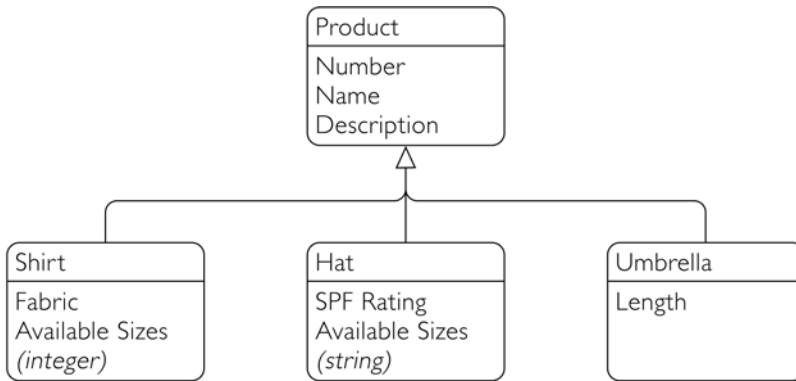 Product
Number
Name
Description
Shirt
Fabric
Available Sizes
(integer)
Hat
SPF Rating
Available Sizes
(string)
Umbrella
Length